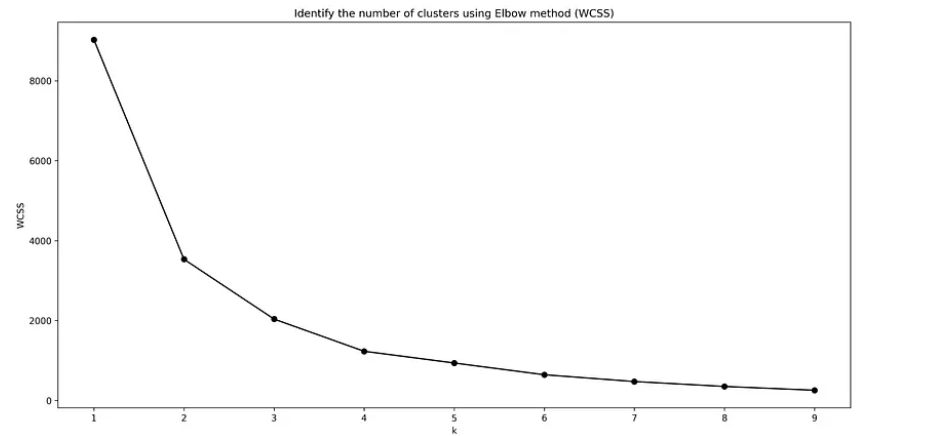 Identify the number of clusters using Elbow method (WCSS)
8000
6000
4000
2000
0
WCSS
1 2 3 4 5 6 7 8 9
k